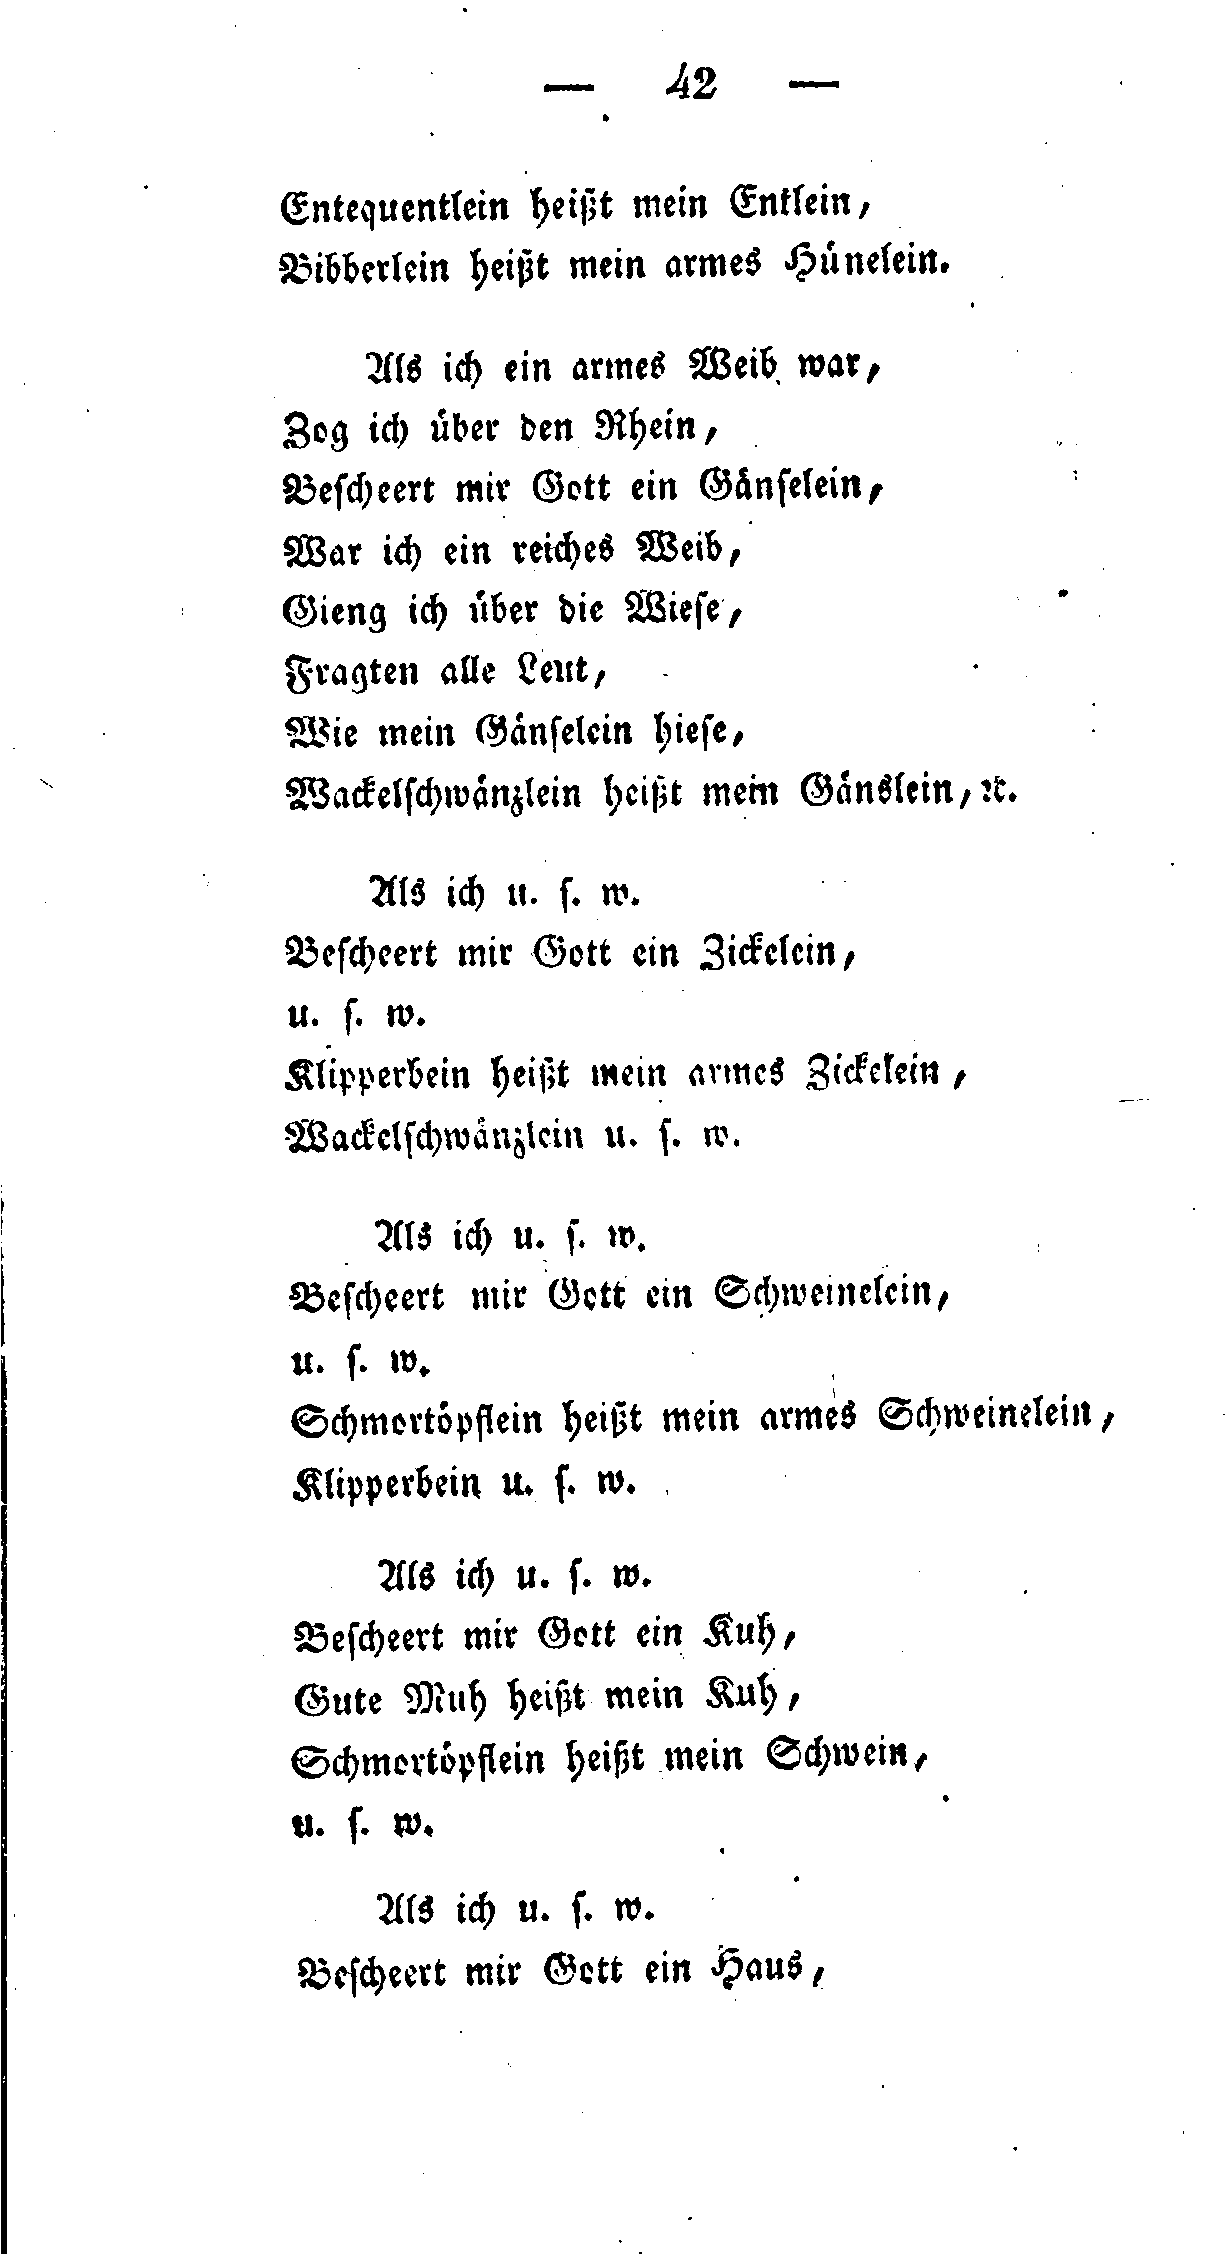 — 42 —
Entequentlein heißt mein Entlein,
Bibberlein heißt mein armes Hünelein.
Als ich ein armes Weib war,
Zog ich über den Rhein,
Bescheert mir Gott ein Gänselein,
War ich ein reiches Weib,
Gieng ich über die Wiese,
Fragten alle Leut,
Wie mein Gänselein hiese,
Wackelschwänzlein heißt mein Gänslein, ꝛc.
Als ich u. s. w.
Bescheert mir Gott ein Zickelein,
u. s. w.
Klipperbein heißt mein armes Zickelein,
Wackelschwänzlein u. s. w.
Als ich u. s. w.
Bescheert mir Gott ein Schweinelein,
u. s. w.
Schmortöpflein heißt mein armes Schweinelein,
Klipperbein u. s. w.
Als ich u. s. w.
Bescheert mir Gott ein Kuh,
Gute Muh heißt mein Kuh,
Schmortöpflein heißt mein Schwein,
u. s. w.
Als ich u. s. w.
Bescheert mir Gott ein Haus,